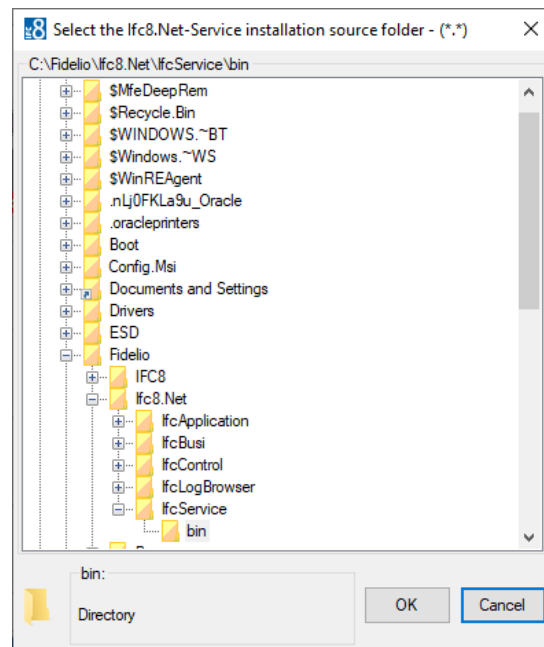 Select the Ifc8.Net-Service installation source folder - (*.*)
C:\Fidelio\Ifc8.Net\IfcService\bin
$MfeDeepRem
$Recycle.Bin
$WINDOWS.~BT
$Windows.~WS
$WinREAgent
.nLj0FKLa9u_Oracle
.oracleprinters
Boot
Config.Msi
Documents and Settings
Drivers
ESD
Fidelio
IFC8
Ifc8.Net
IfcApplication
IfcBusi
IfcControl
IfcLogBrowser
IfcService
bin
bin:
Directory
OK
Cancel